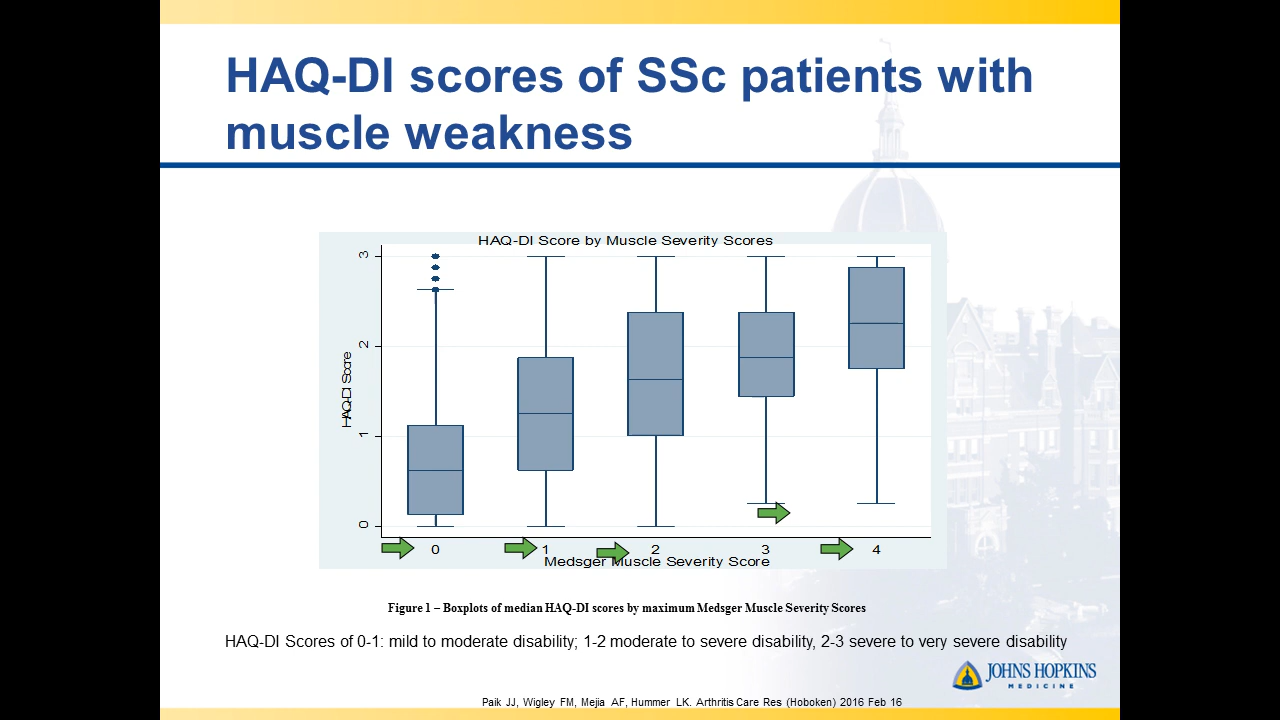 HAQ-DI scores of SSc patients with
muscle weakness
HAQ-DI Score by Muscle Severity Scores
3
2
1
0
HAQ-DI Score
0 1 2 3 4
Medsger Muscle Severity Score
Figure 1 – Boxplots of median HAQ-DI scores by maximum Medsger Muscle Severity Scores
HAQ-DI Scores of 0-1: mild to moderate disability; 1-2 moderate to severe disability, 2-3 severe to very severe disability
JOHNS HOPKINS
MEDICINE
Paik JJ, Wigley FM, Mejia AF, Hummer LK. Arthritis Care Res (Hoboken) 2016 Feb 16